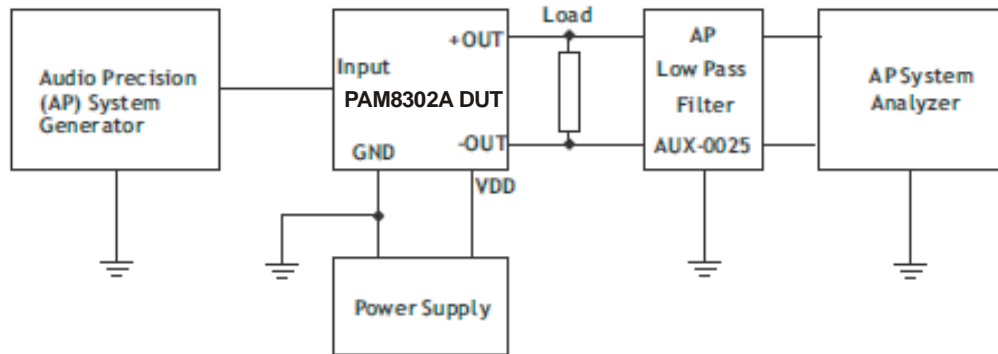 Audio Precision
(AP) System
Generator
Input
+OUT
PAM8302A DUT
GND
-OUT
VDD
Power Supply
Load
AP
Low Pass
Filter
AUX-0025
AP System
Analyzer